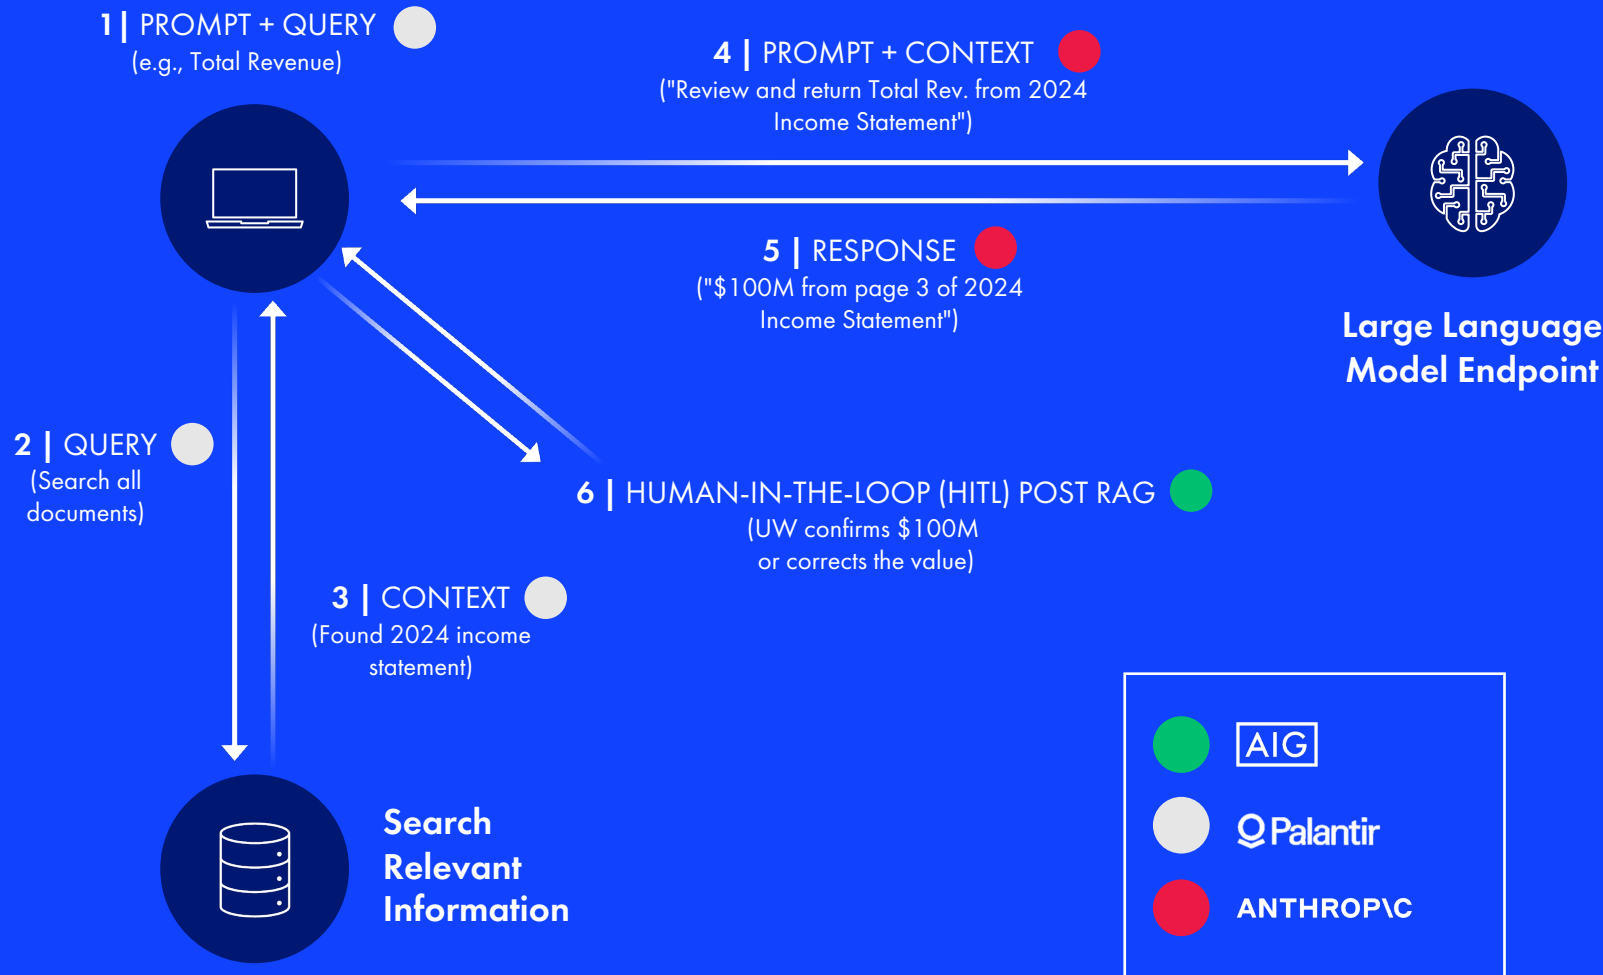 1 | PROMPT + QUERY
(e.g., Total Revenue)
4 | PROMPT + CONTEXT
("Review and return Total Rev. from 2024
Income Statement")
5 | RESPONSE
("$100M from page 3 of 2024
Income Statement")
Large Language
Model Endpoint
2 | QUERY
(Search all
documents)
6 | HUMAN-IN-THE-LOOP (HITL) POST RAG
(UW confirms $100M
or corrects the value)
3 | CONTEXT
(Found 2024 income
statement)
Search
Relevant
Information
AIG
Palantir
ANTHROP\C